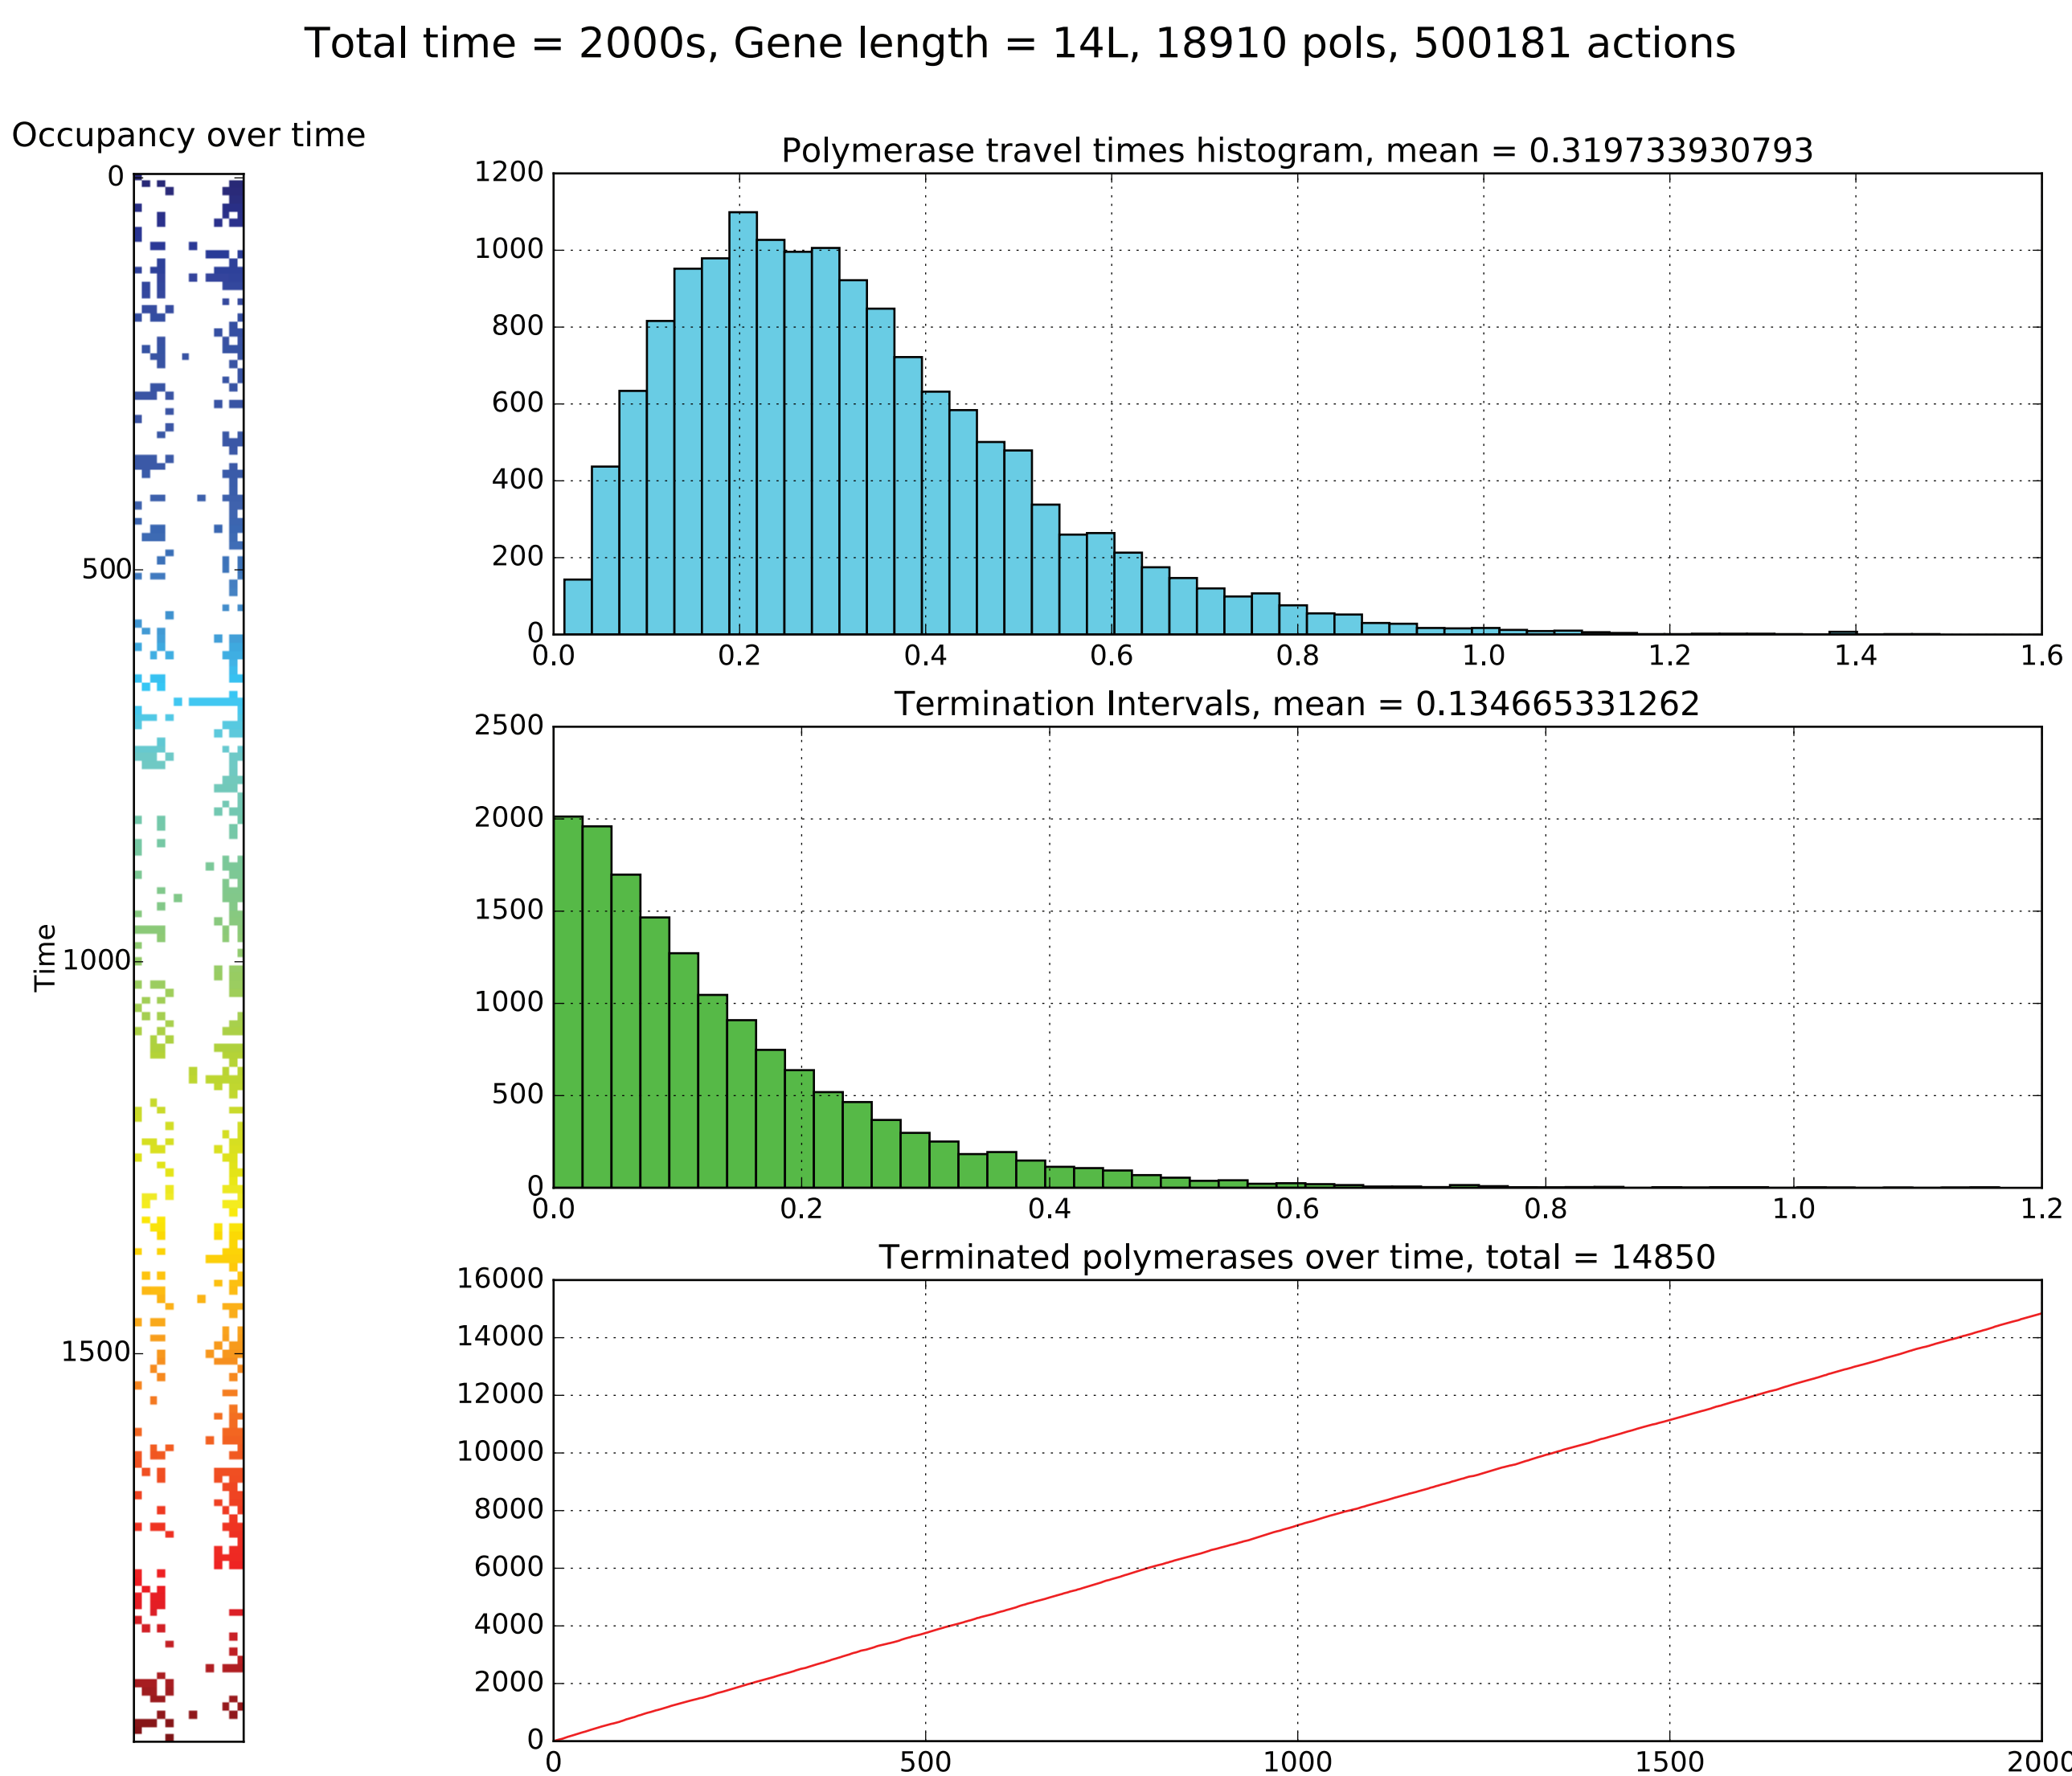 Total time = 2000s, Gene length = 14L, 18910 pols, 500181 actions
Occupancy over time
0
500
1000
1500
Time
Polymerase travel times histogram, mean = 0.319733930793
1200
1000
800
600
400
200
0
0.0 0.2 0.4 0.6 0.8 1.0 1.2 1.4 1.6
Termination Intervals, mean = 0.134665331262
2500
2000
1500
1000
500
0
0.0 0.2 0.4 0.6 0.8 1.0 1.2
Terminated polymerases over time, total = 14850
16000
14000
12000
10000
8000
6000
4000
2000
0
0 500 1000 1500 2000